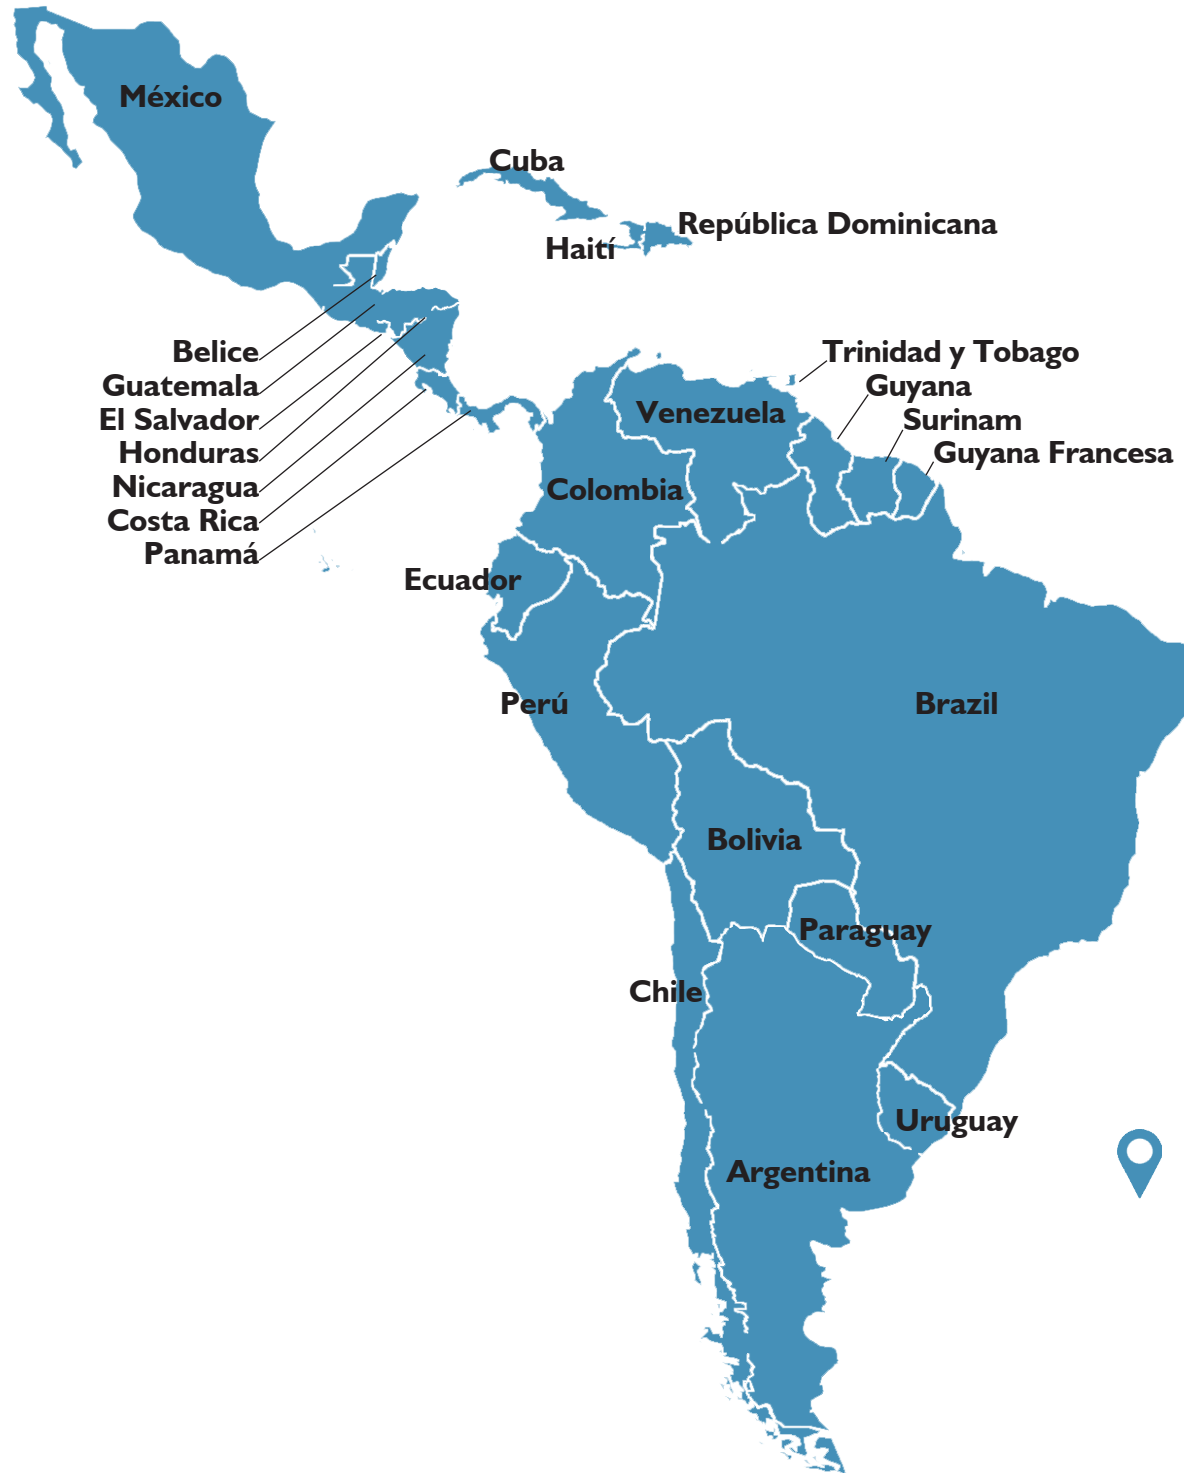 México
Cuba
República Dominicana
Haití
Belice
Guatemala
El Salvador
Honduras
Nicaragua
Costa Rica
Panamá
Trinidad y Tobago
Guyana
Surinam
Guyana Francesa
Venezuela
Colombia
Ecuador
Perú
Brazil
Bolivia
Paraguay
Chile
Uruguay
Argentina